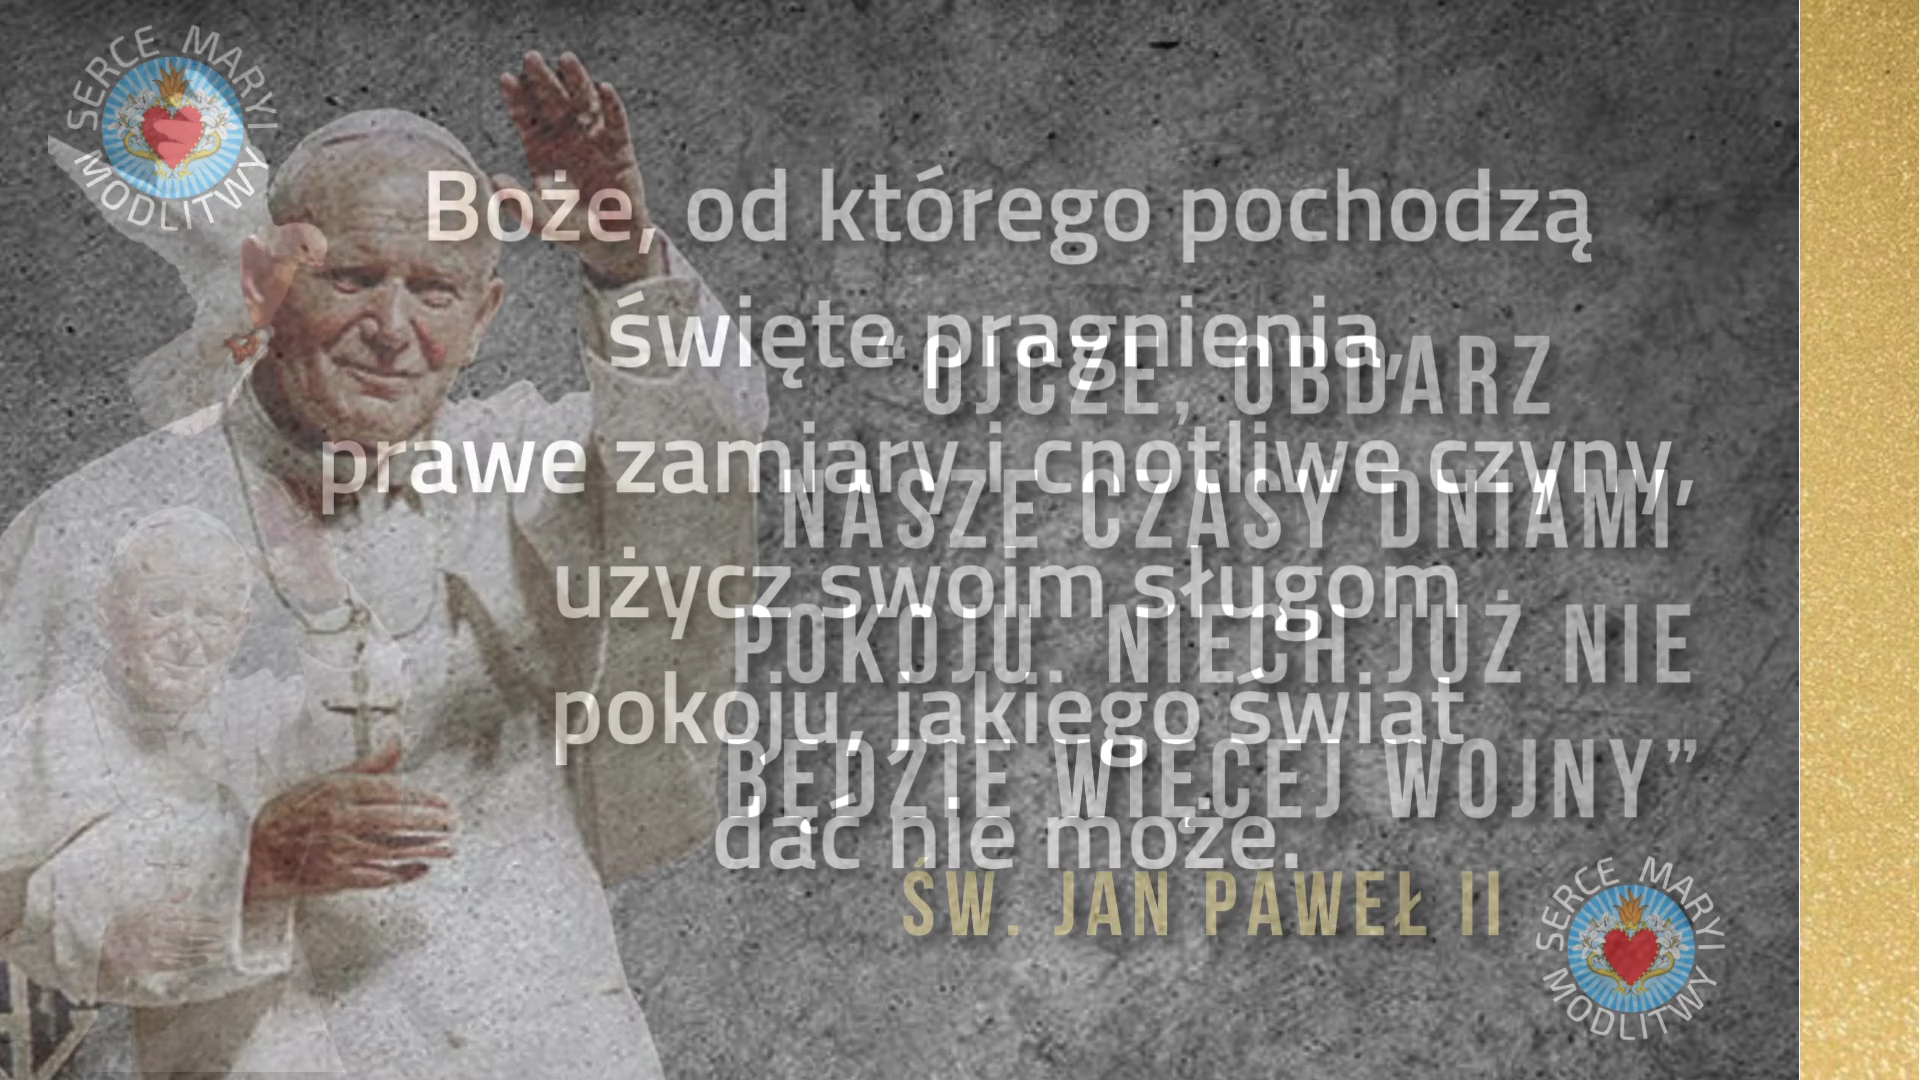 SERCE MARYI
MODLITWY
Boże, od którego pochodzą
święte pragnienia,
prawe zamiary i cnotliwe czyny,
użycz swoim sługom
pokoju, jakiego świat
dać nie może.
“OJCZE, OBDARZ
NASZE CZASY DNIAMI
POKOJU. NIECH JUŻ NIE
BĘDZIE WIĘCEJ WOJNY”
ŚW. JAN PAWEŁ II
SERCE MARYI
MODLITWY